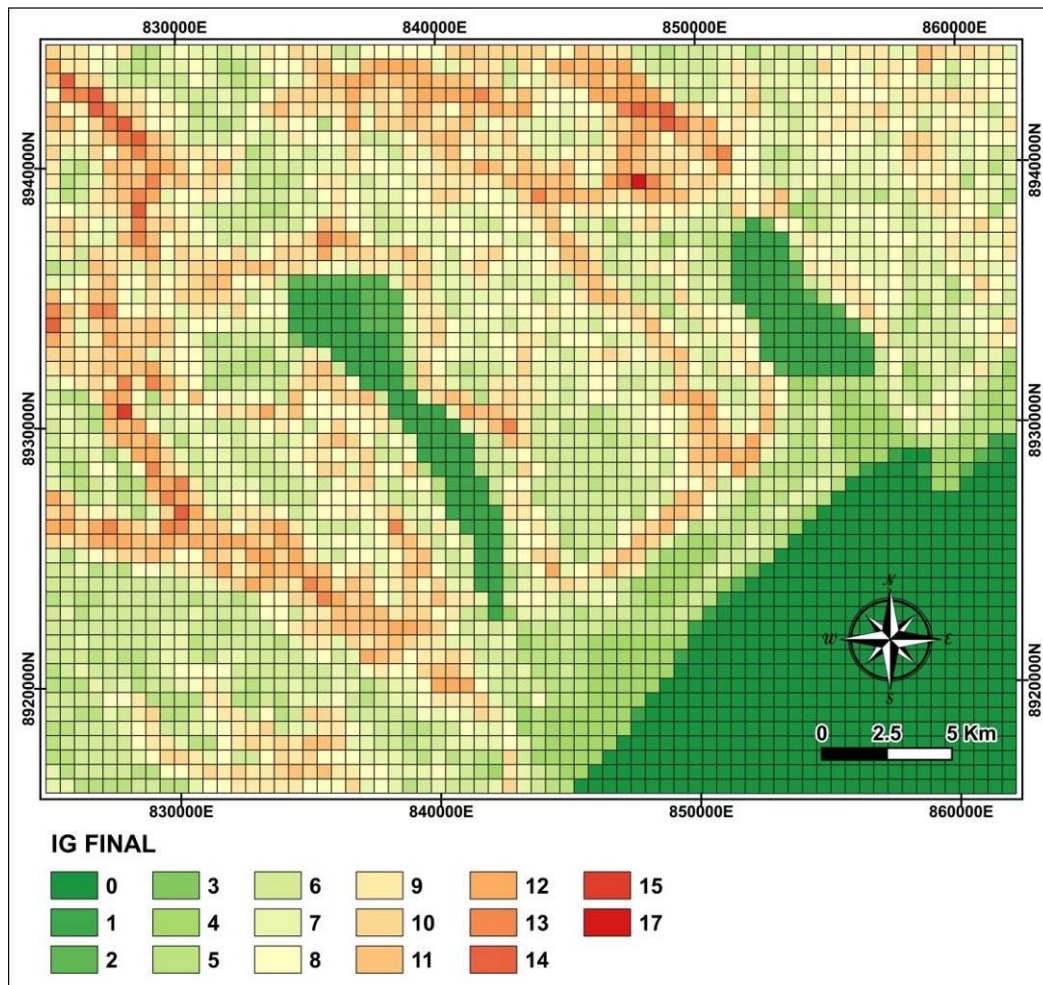 830000E 840000E 850000E 860000E
8940000N 8940000N
8930000N 8930000N
N
W E
S
8920000N 8920000N
0 2.5 5 Km
830000E 840000E 850000E 860000E
IG FINAL
0 3 6 9 12 15
1 4 7 10 13 17
2 5 8 11 14